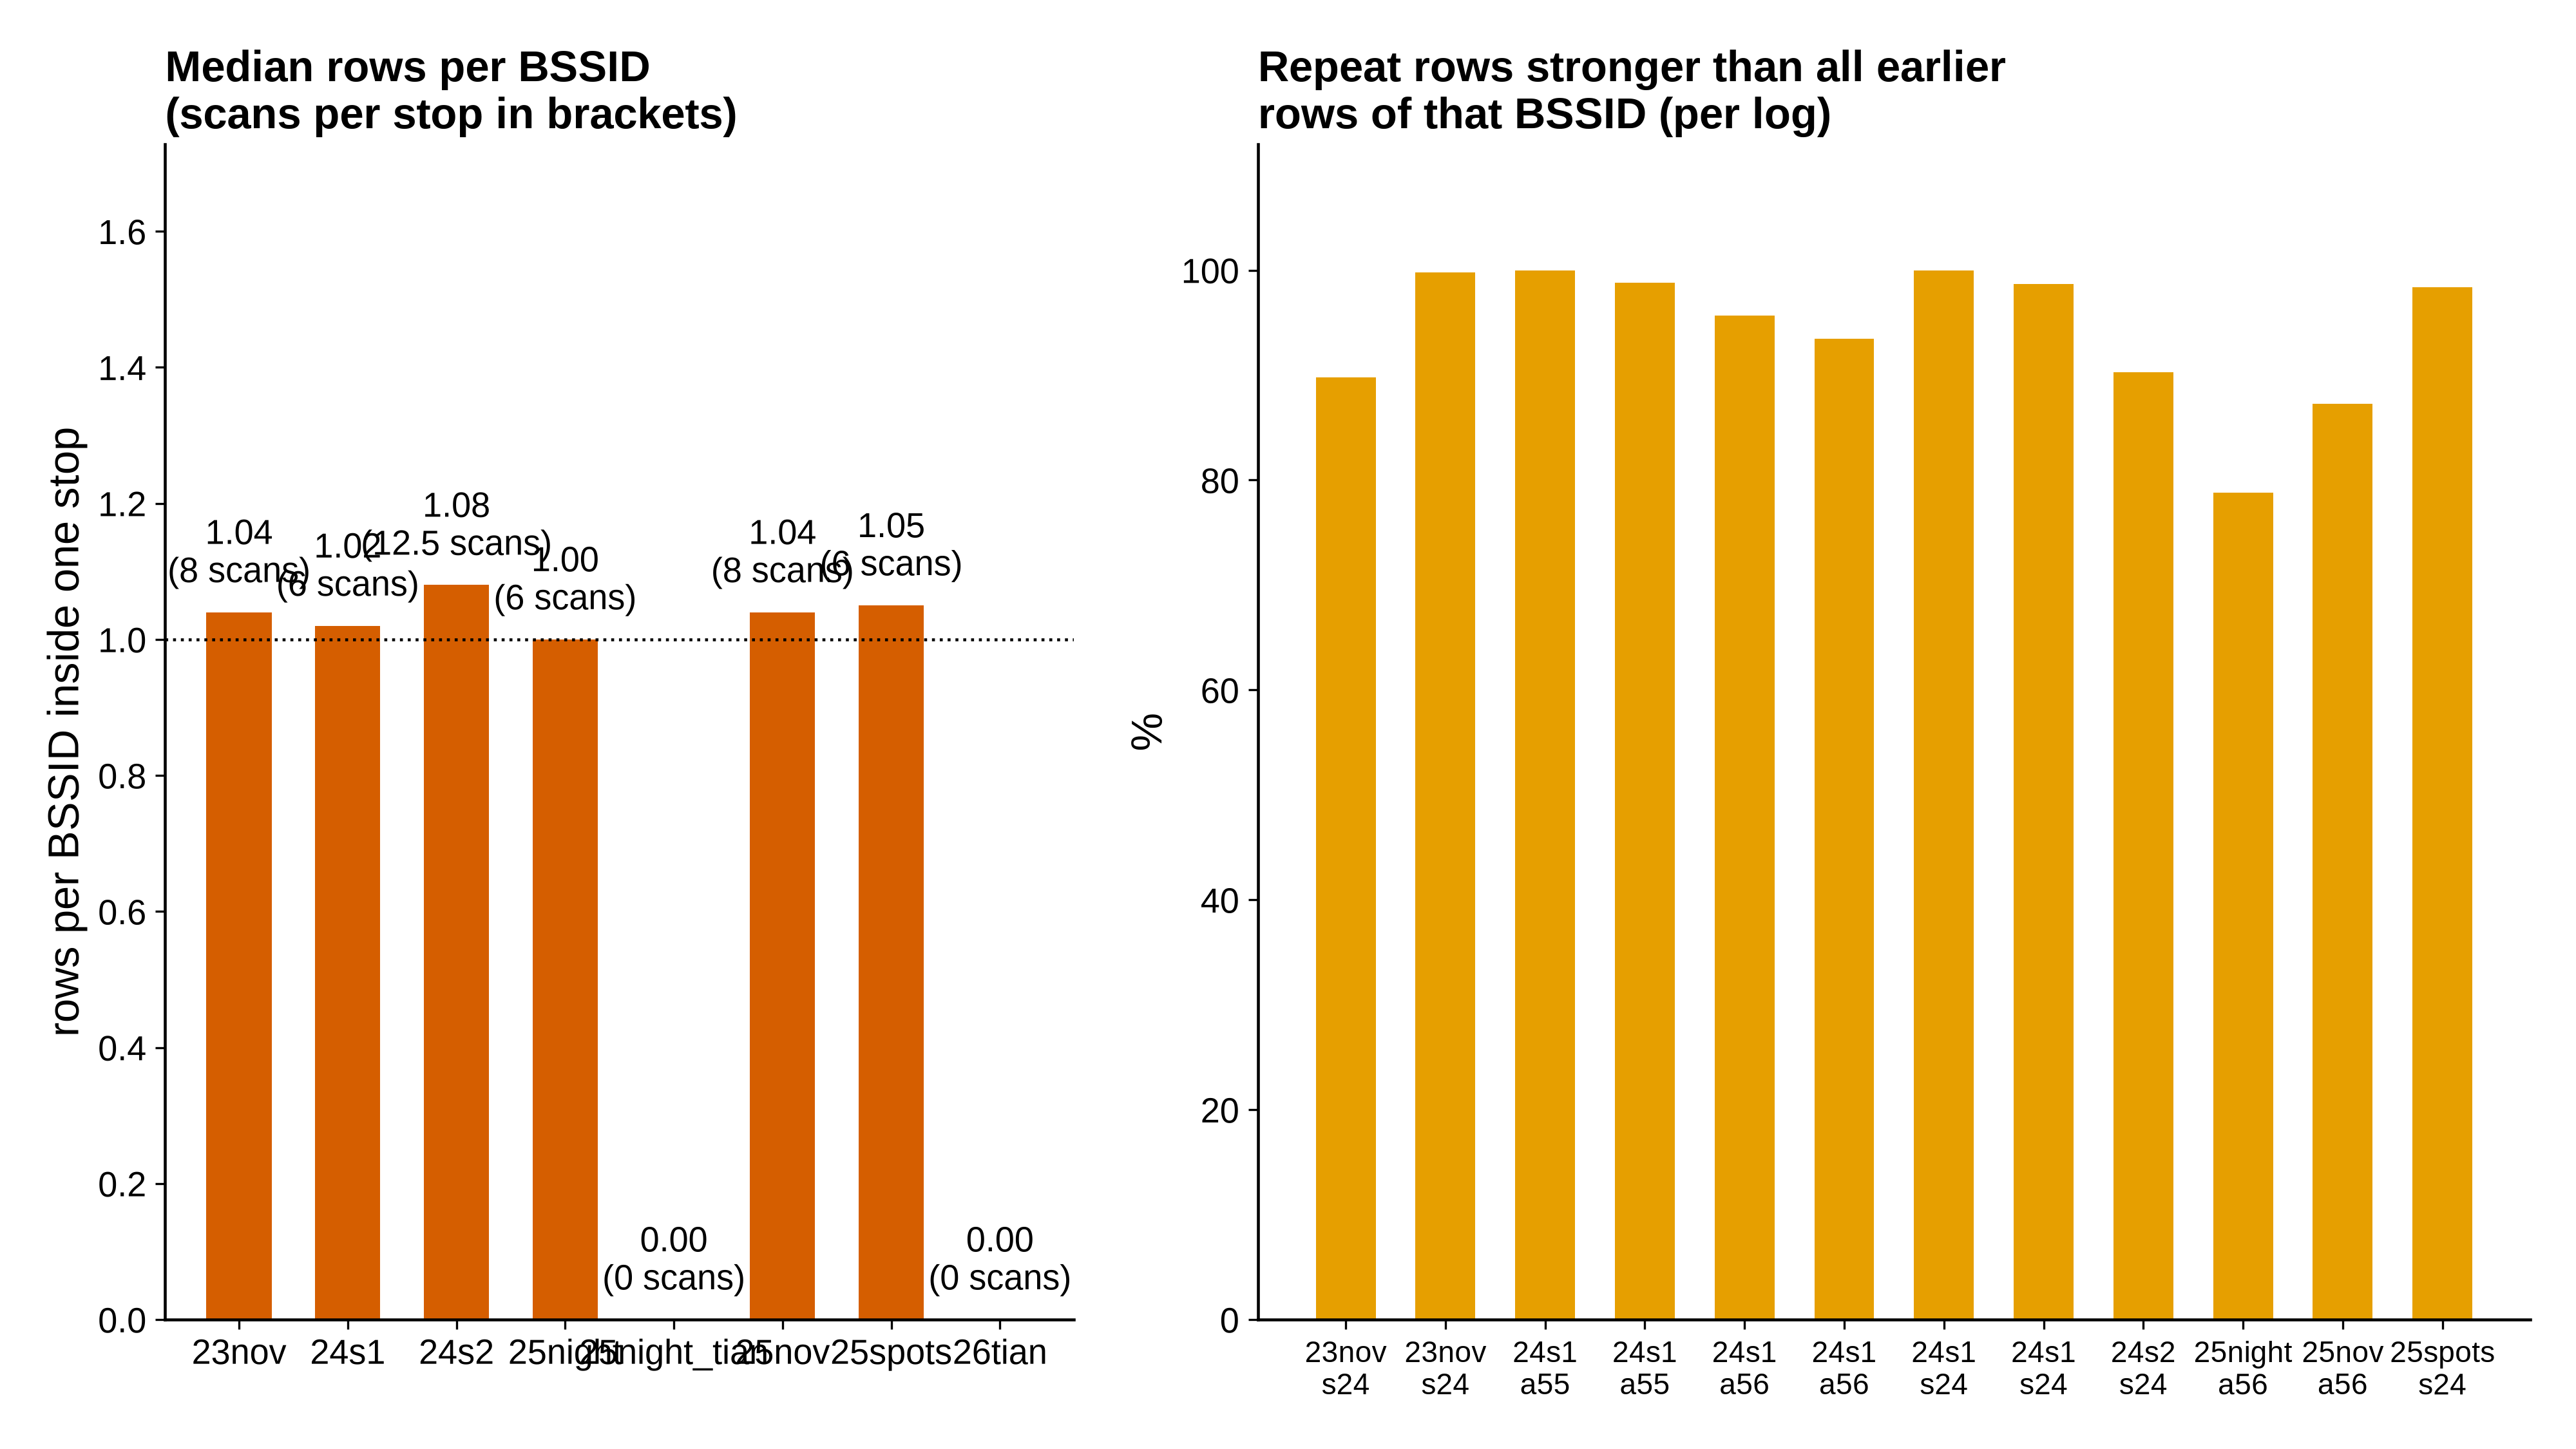 Median rows per BSSID
(scans per stop in brackets)
rows per BSSID inside one stop
1.6
1.4
1.2
1.0
0.8
0.6
0.4
0.2
0.0
1.04
(8 scans)
1.02
(6 scans)
1.08
(12.5 scans)
1.00
(6 scans)
0.00
(0 scans)
1.04
(8 scans)
1.05
(6 scans)
0.00
(0 scans)
23nov
24s1
24s2
25night
25night_tian
25nov
25spots
26tian
Repeat rows stronger than all earlier
rows of that BSSID (per log)
%
100
80
60
40
20
0
23nov
s24
23nov
s24
24s1
a55
24s1
a55
24s1
a56
24s1
a56
24s1
s24
24s1
s24
24s2
s24
25night
a56
25nov
a56
25spots
s24